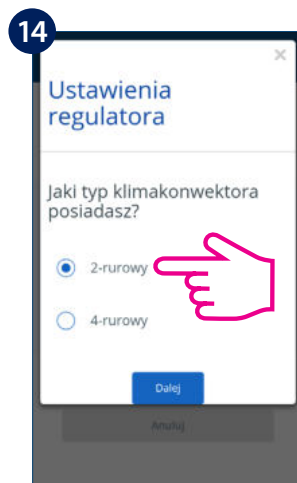 14
×
Ustawienia
regulatora
Jaki typ klimakonwektora
posiadasz?
2-rurowy
4-rurowy
Dalej
Anuluj